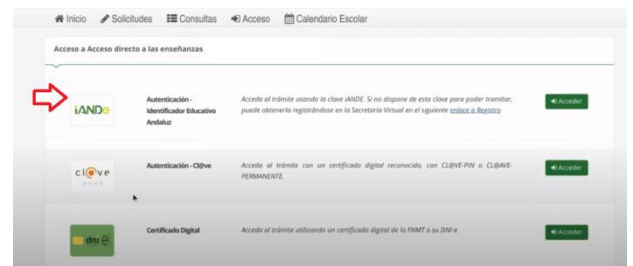 Inicio Solicitudes Consultas Acceso Calendario Escolar
Acceso a Acceso directo a las enseñanzas
iANDe
Autenticación -
Identificador Educativo
Andaluz
Acceda al trámite usando la clave iANDE. Si no dispone de esta clave para poder tramitar,
puede obtenerla registrándose en la Secretaría Virtual en el siguiente enlace a Registro
Acceder
cl@ve
Autenticación - Cl@ve
Acceda al trámite con un certificado digital reconocido, con CL@VE-PIN o CL@AVE-
PERMANENTE.
Acceder
dni e
Certificado Digital
Acceda al trámite utilizando un certificado digital de la FNMT o su DNI-e
Acceder